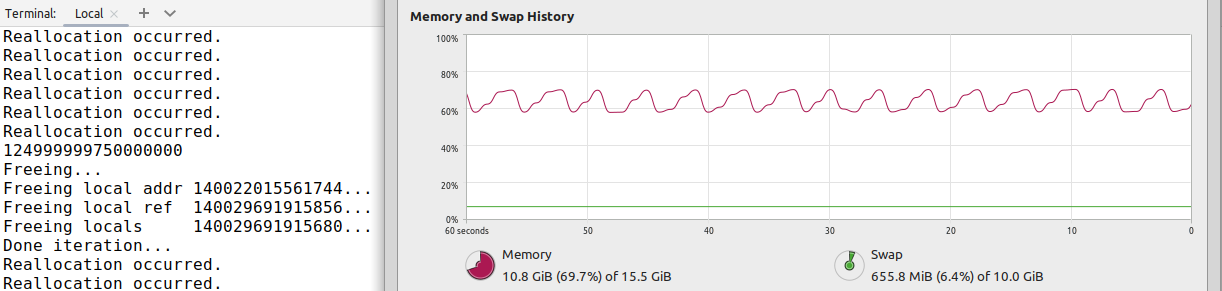 Terminal: Local × + ⌄
Reallocation occurred.
Reallocation occurred.
Reallocation occurred.
Reallocation occurred.
Reallocation occurred.
Reallocation occurred.
124999999750000000
Freeing...
Freeing local addr 140022015561744...
Freeing local ref  140029691915856...
Freeing locals     140029691915680...
Done iteration...
Reallocation occurred.
Reallocation occurred.
Memory and Swap History
100%
80%
60%
40%
20%
0%
60 seconds 50 40 30 20 10 0
Memory
10.8 GiB (69.7%) of 15.5 GiB
Swap
655.8 MiB (6.4%) of 10.0 GiB